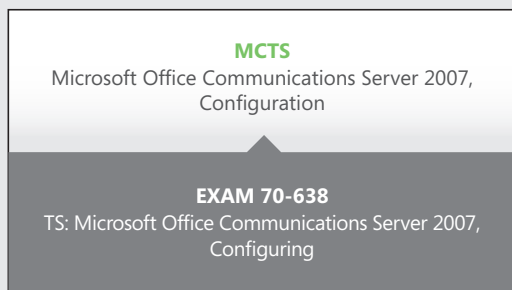 MCTS
Microsoft Office Communications Server 2007,
Configuration
EXAM 70-638
TS: Microsoft Office Communications Server 2007,
Configuring